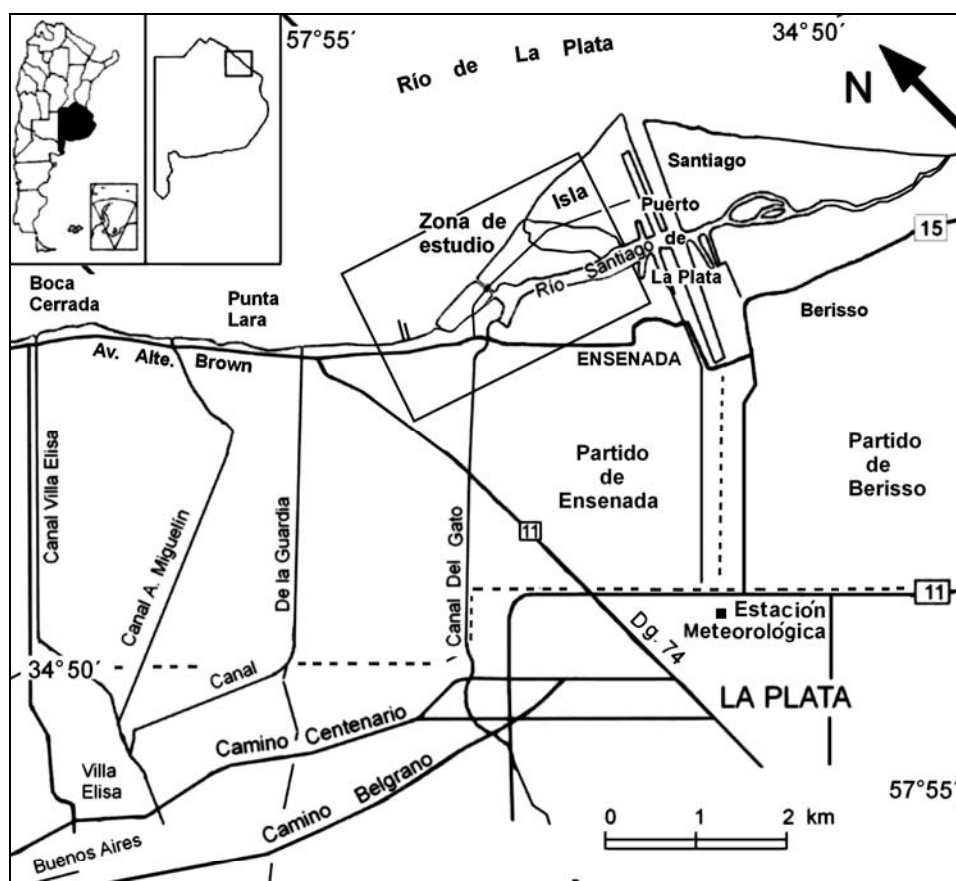 57°55´
34°50´
Río de La Plata
N
Santiago
Isla
Puerto
de
La Plata
Zona de
estudio
Río Santiago
15
Boca
Cerrada
Punta
Lara
Berisso
Av. Alte. Brown
ENSENADA
Partido
de
Ensenada
Partido
de
Berisso
Canal Villa Elisa
Canal A. Miguelín
De la Guardia
Canal
Canal Del Gato
11
11
Estación
Meteorológica
Dg. 74
34°50´
LA PLATA
Camino Centenario
Camino Belgrano
Villa
Elisa
Buenos Aires
57°55´
0 1 2 km